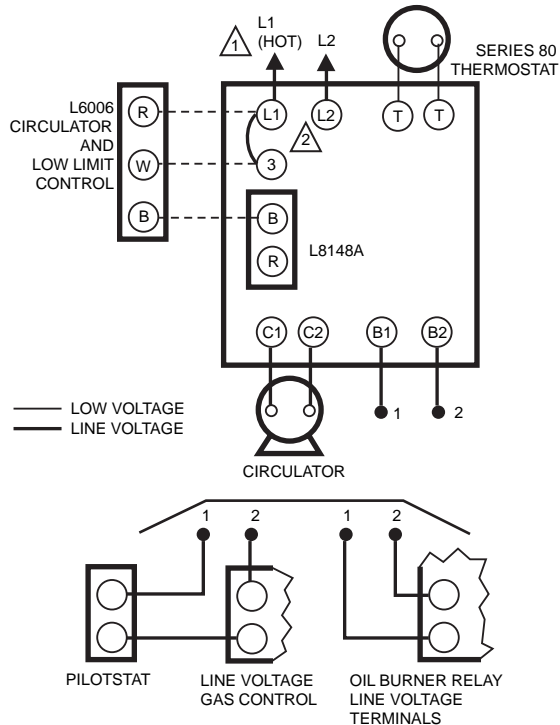 1
L1
(HOT)
L2
SERIES 80
THERMOSTAT
L6006
CIRCULATOR
AND
LOW LIMIT
CONTROL
R
W
B
L1
L2
T
T
2
3
B
R
L8148A
C1
C2
B1
B2
1
2
LOW VOLTAGE
LINE VOLTAGE
CIRCULATOR
1
2
1
2
PILOTSTAT
LINE VOLTAGE
GAS CONTROL
OIL BURNER RELAY
LINE VOLTAGE
TERMINALS